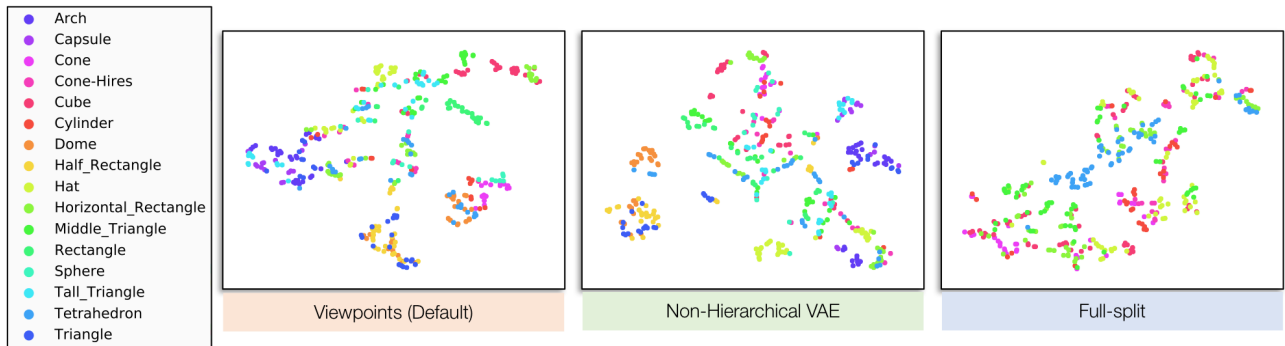 Arch
Capsule
Cone
Cone-Hires
Cube
Cylinder
Dome
Half_Rectangle
Hat
Horizontal_Rectangle
Middle_Triangle
Rectangle
Sphere
Tall_Triangle
Tetrahedron
Triangle
Viewpoints (Default)
Non-Hierarchical VAE
Full-split